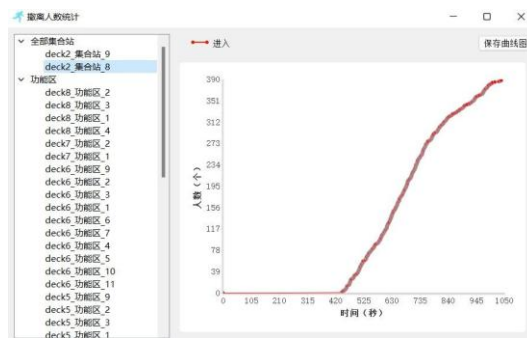 撤离人数统计
全部集合站
deck2_集合站_9
deck2_集合站_8
功能区
deck8_功能区_2
deck8_功能区_3
deck8_功能区_1
deck8_功能区_4
deck7_功能区_2
deck7_功能区_1
deck6_功能区_9
deck6_功能区_2
deck6_功能区_3
deck6_功能区_1
deck6_功能区_6
deck6_功能区_7
deck6_功能区_4
deck6_功能区_5
deck6_功能区_10
deck6_功能区_11
deck5_功能区_9
deck5_功能区_2
deck5_功能区_3
deck5_功能区_1
进入
保存曲线图
390
351
312
273
234
195
156
117
78
39
0
人数（个）
0 105 210 315 420 525 630 735 840 945 1050
时间（秒）